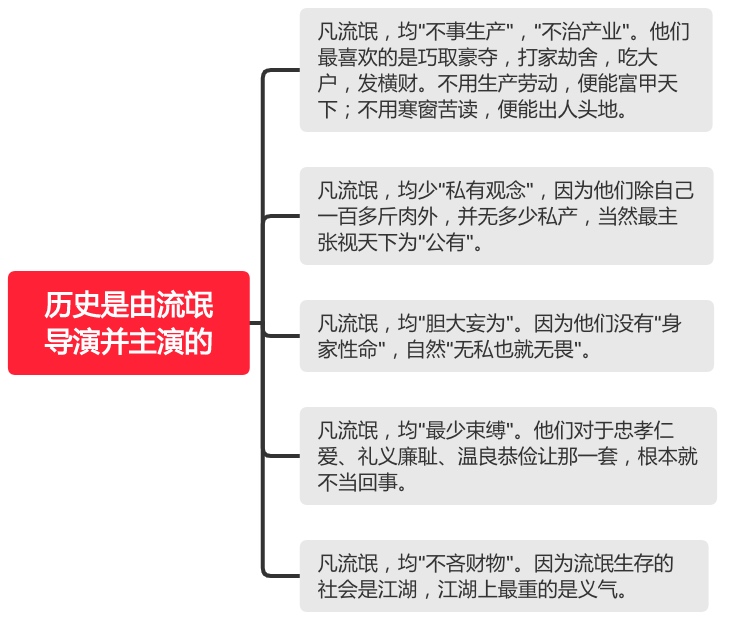 历史是由流氓
导演并主演的
凡流氓，均"不事生产"，"不治产业"。他们
最喜欢的是巧取豪夺，打家劫舍，吃大
户，发横财。不用生产劳动，便能富甲天
下；不用寒窗苦读，便能出人头地。
凡流氓，均少"私有观念"，因为他们除自己
一百多斤肉外，并无多少私产，当然最主
张视天下为"公有"。
凡流氓，均"胆大妄为"。因为他们没有"身
家性命"，自然"无私也就无畏"。
凡流氓，均"最少束缚"。他们对于忠孝仁
爱、礼义廉耻、温良恭俭让那一套，根本就
不当回事。
凡流氓，均"不吝财物"。因为流氓生存的
社会是江湖，江湖上最重的是义气。